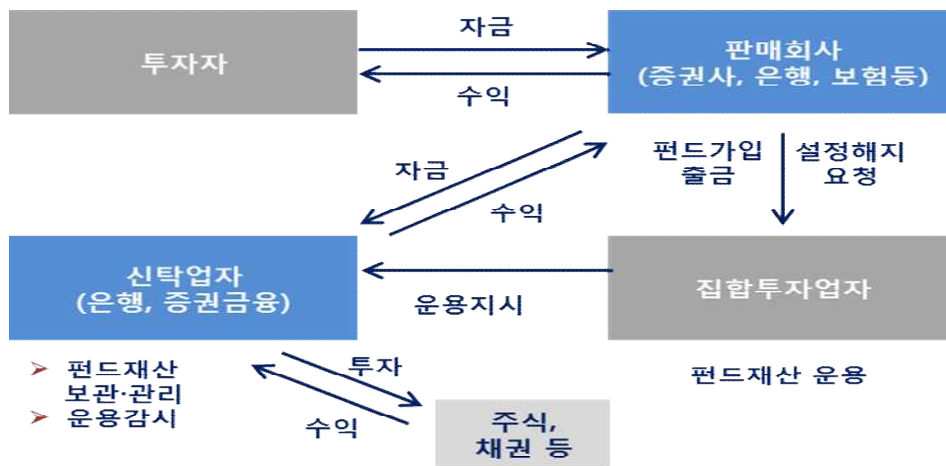 자금
투자자
판매회사
(증권사, 은행, 보험등)
수익
펀드가입
출금
설정해지
요청
자금
수익
신탁업자
(은행, 증권금융)
운용지시
집합투자업자
➢ 펀드재산
보관·관리
➢ 운용감시
투자
수익
펀드재산 운용
주식,
채권 등